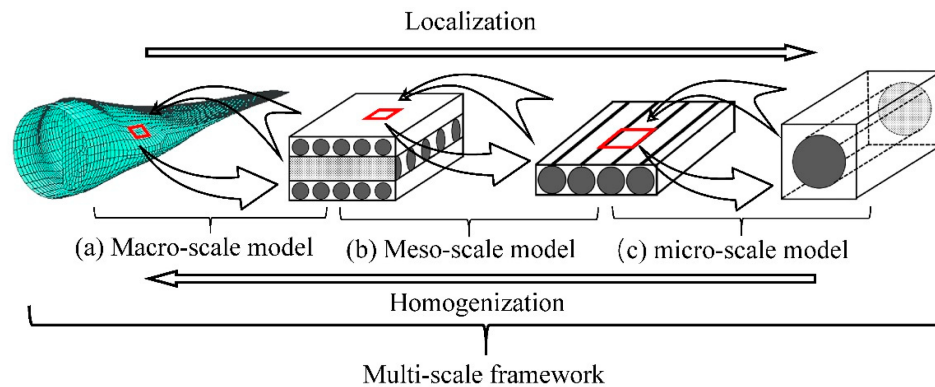 Localization
(a) Macro-scale model
(b) Meso-scale model
(c) micro-scale model
Homogenization
Multi-scale framework